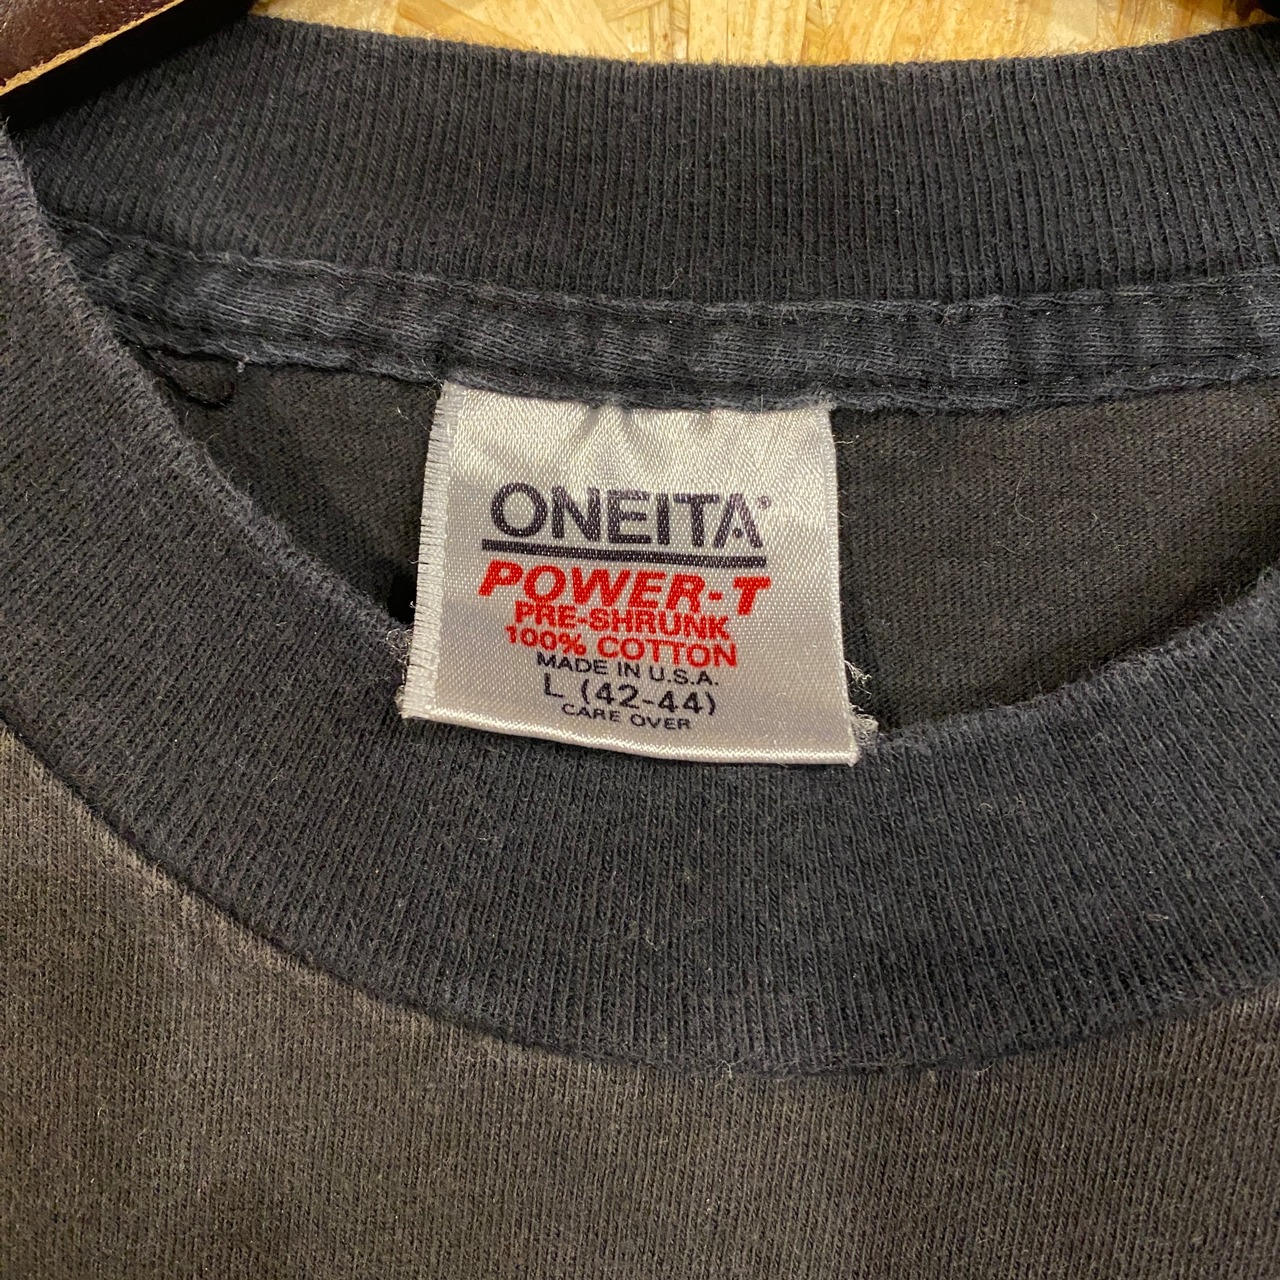 ONEITA®
POWER-T
PRE-SHRUNK
100% COTTON
MADE IN U.S.A.
L (42-44)
CARE OVER